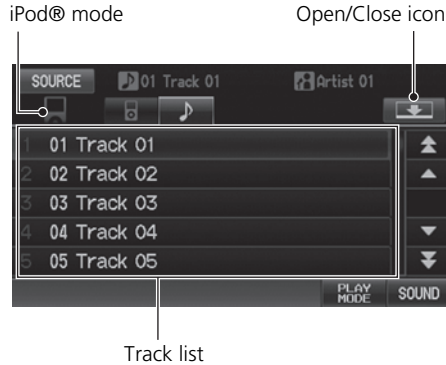 iPod® mode
Open/Close icon
SOURCE
01 Track 01
Artist 01
1 01 Track 01
2 02 Track 02
3 03 Track 03
4 04 Track 04
5 05 Track 05
PLAY
MODE
SOUND
Track list